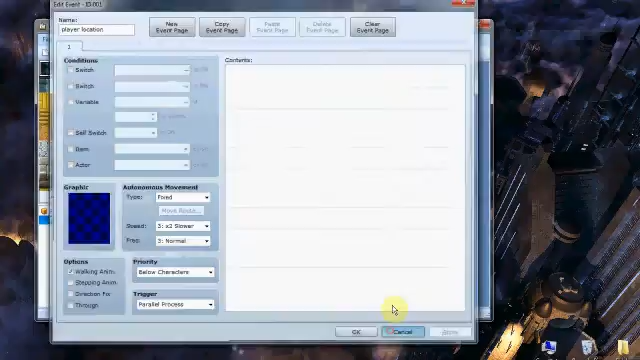 Edit Event - ID:001
Name:
player location
New
Event Page
Copy
Event Page
Paste
Event Page
Delete
Event Page
Clear
Event Page
1
Conditions
Switch
Switch
Variable
Self Switch
Item
Actor
Contents:
Graphic
Autonomous Movement
Type: Fixed
Move Route...
Speed: 3: x2 Slower
Freq: 3: Normal
Options
Walking Anim.
Stepping Anim.
Direction Fix
Through
Priority
Below Characters
Trigger
Parallel Process
OK
Cancel